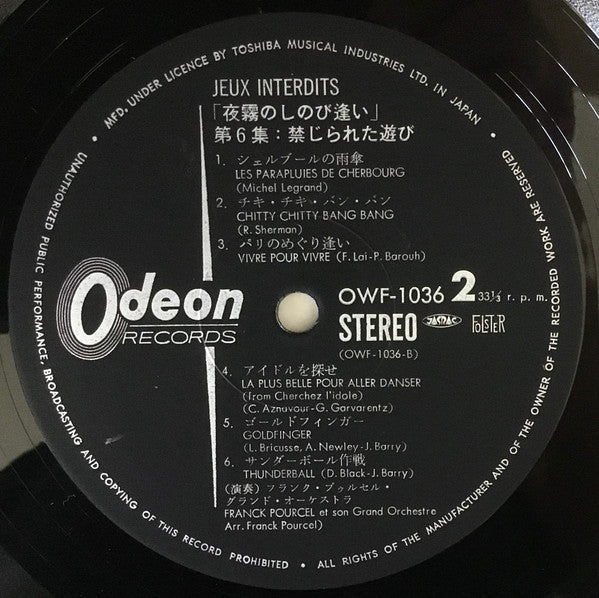 MFD. UNDER LICENCE BY TOSHIBA MUSICAL INDUSTRIES LTD. IN JAPAN
JEUX INTERDITS
「夜霧のしのび逢い」
第6集:禁じられた遊び
1. シェルブールの雨傘
LES PARAPLUIES DE CHERBOURG
(Michel Legrand)
2. チキ・チキ・バン・バン
CHITTY CHITTY BANG BANG
(R. Sherman)
3. パリのめぐり逢い
VIVRE POUR VIVRE (F. Lai-P. Barouh)
Odeon
RECORDS
OWF-1036 2 33⅓ r. p. m.
STEREO JASRAC FOLSTER
(OWF-1036-B)
4. アイドルを探せ
LA PLUS BELLE POUR ALLER DANSER
(from Cherchez l'idole)
(C. Aznavour-G. Garvarentz)
5. ゴールドフィンガー
GOLDFINGER
(L. Bricusse, A. Newley-J. Barry)
6. サンダーボール作戦
THUNDERBALL (D. Black-J. Barry)
(演奏) フランク・プゥルセル・
グランド・オーケストラ
FRANCK POURCEL et son Grand Orchestre
Arr. Franck Pourcel)
UNAUTHORIZED PUBLIC PERFORMANCE, BROADCASTING AND COPYING OF THIS RECORD PROHIBITED • ALL RIGHTS OF THE MANUFACTURER AND OF THE OWNER OF THE RECORDED WORK ARE RESERVED